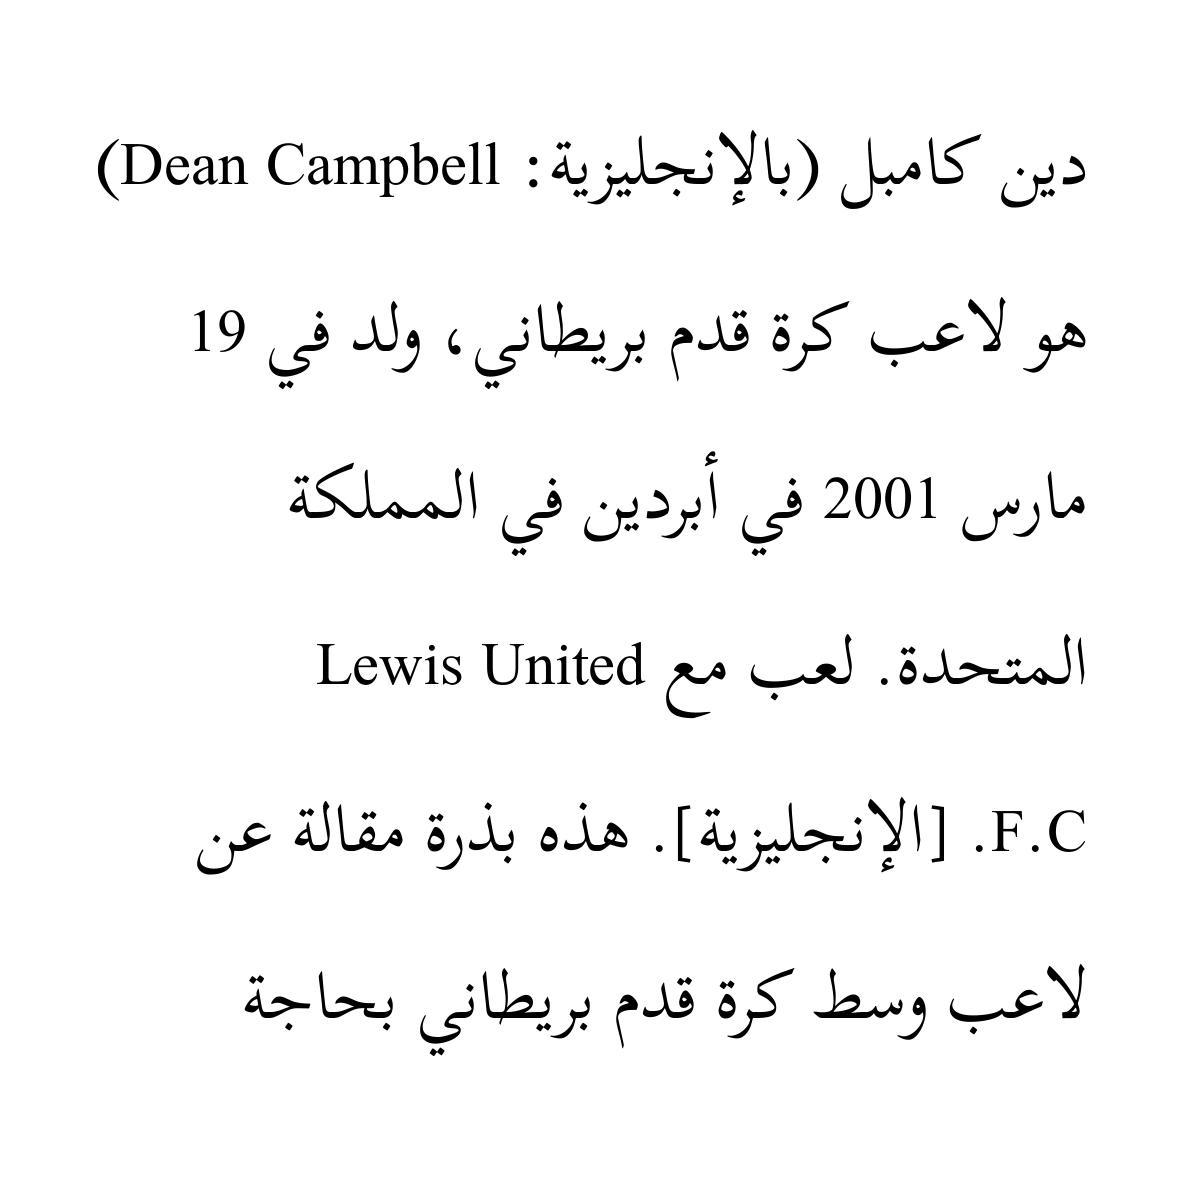 دين كامبل (بالإنجليزية: Dean Campbell)
هو لاعب كرة قدم بريطاني، ولد في 19
مارس 2001 في أبردين في المملكة
المتحدة. لعب مع Lewis United
F.C. [الإنجليزية]. هذه بذرة مقالة عن
لاعب وسط كرة قدم بريطاني بحاجة